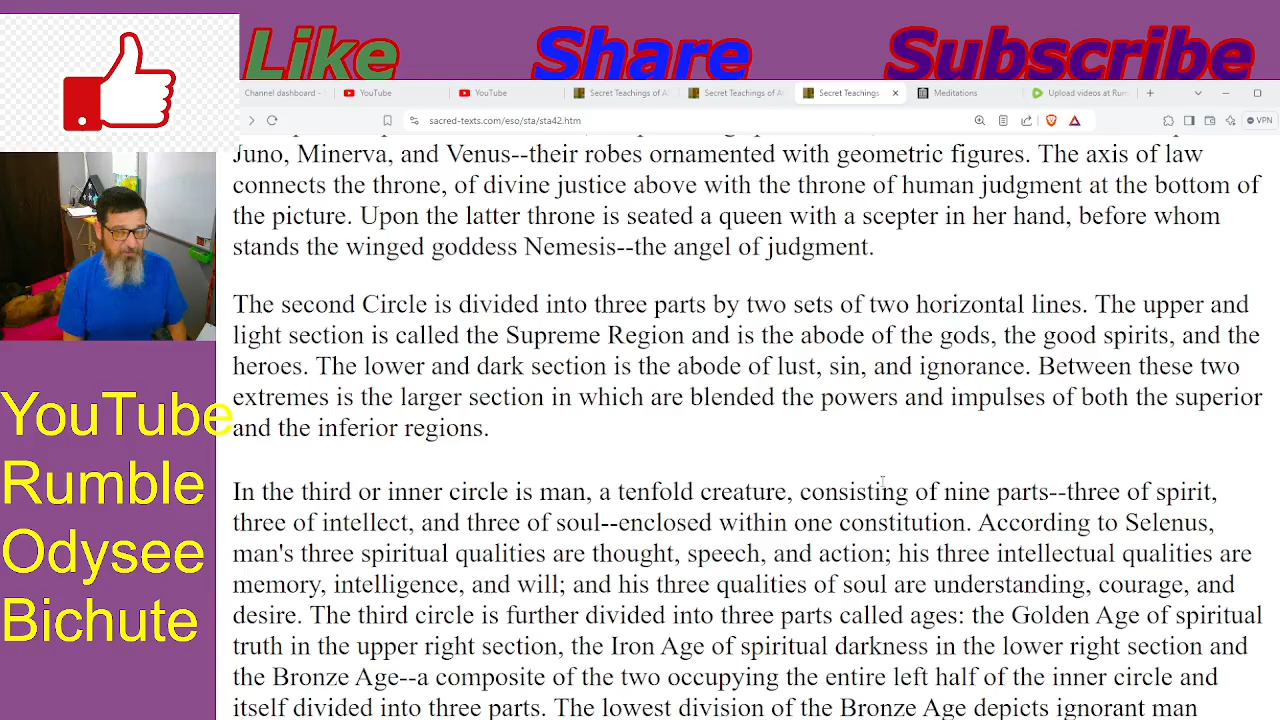 Like Share Subscribe
Channel dashboard - YouTube YouTube Secret Teachings of A Secret Teachings of A Secret Teachings Meditations Upload videos at Rum
sacred-texts.com/eso/sta/sta42.htm VPN
Juno, Minerva, and Venus--their robes ornamented with geometric figures. The axis of law
connects the throne, of divine justice above with the throne of human judgment at the bottom of
the picture. Upon the latter throne is seated a queen with a scepter in her hand, before whom
stands the winged goddess Nemesis--the angel of judgment.
The second Circle is divided into three parts by two sets of two horizontal lines. The upper and
light section is called the Supreme Region and is the abode of the gods, the good spirits, and the
heroes. The lower and dark section is the abode of lust, sin, and ignorance. Between these two
extremes is the larger section in which are blended the powers and impulses of both the superior
and the inferior regions.
In the third or inner circle is man, a tenfold creature, consisting of nine parts--three of spirit,
three of intellect, and three of soul--enclosed within one constitution. According to Selenus,
man's three spiritual qualities are thought, speech, and action; his three intellectual qualities are
memory, intelligence, and will; and his three qualities of soul are understanding, courage, and
desire. The third circle is further divided into three parts called ages: the Golden Age of spiritual
truth in the upper right section, the Iron Age of spiritual darkness in the lower right section and
the Bronze Age--a composite of the two occupying the entire left half of the inner circle and
itself divided into three parts. The lowest division of the Bronze Age depicts ignorant man
YouTube
Rumble
Odysee
Bichute